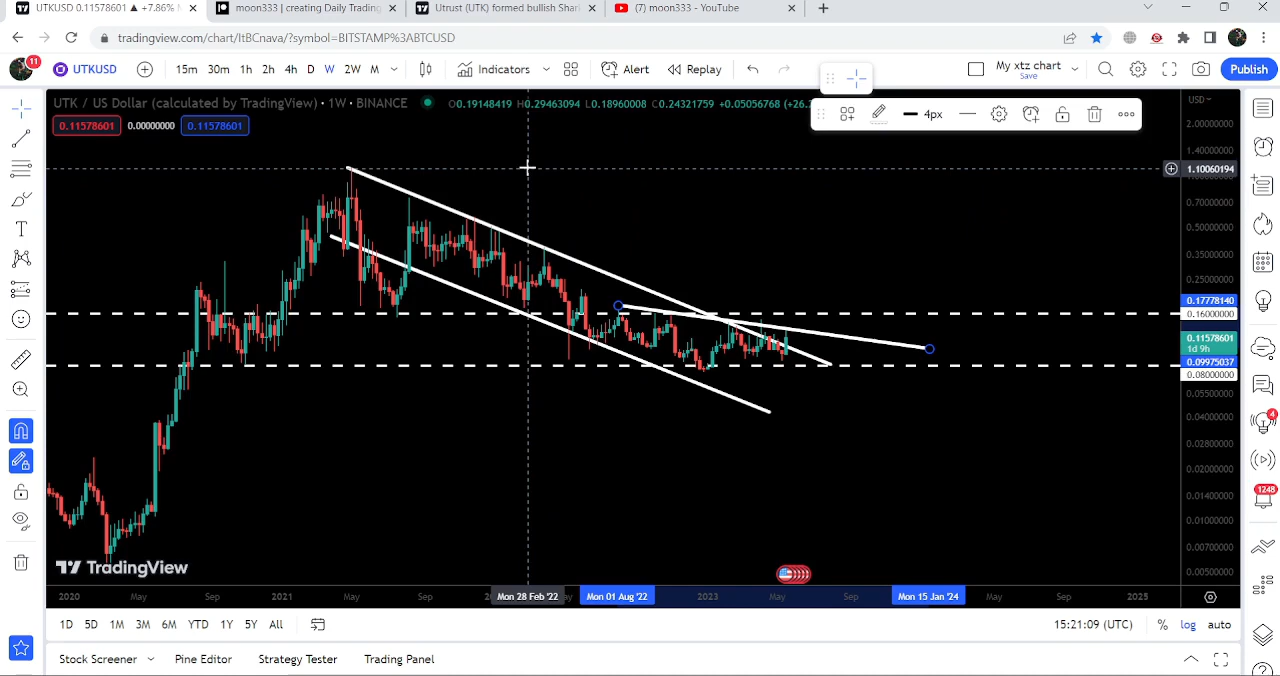 UTKUSD 0.11578601 ▲ +7.86%
moon333 | creating Daily Trading
Utrust (UTK) formed bullish Shar
(7) moon333 - YouTube
tradingview.com/chart/ItBCnava/?symbol=BITSTAMP%3ABTCUSD
11
UTKUSD
15m 30m 1h 2h 4h D W 2W M
Indicators
Alert
Replay
My xtz chart
Save
Publish
UTK / US Dollar (calculated by TradingView) • 1W • BINANCE
O0.19148419 H0.29463094 L0.18960008 C0.24321759 +0.05056768 (+26.
0.11578601 0.00000000 0.11578601
4px
USD
2.00000000
1.40000000
1.10060194
0.70000000
0.50000000
0.35000000
0.25000000
0.17778140
0.16000000
0.11578601
1d 9h
0.09975037
0.08000000
0.05500000
0.04000000
0.02800000
0.02000000
0.01400000
0.01000000
0.00700000
0.00500000
4
1248
TradingView
2020 May Sep 2021 May Sep Mon 28 Feb '22 Mon 01 Aug '22 2023 May Sep Mon 15 Jan '24 May Sep 2025
1D 5D 1M 3M 6M YTD 1Y 5Y All
15:21:09 (UTC) % log auto
Stock Screener Pine Editor Strategy Tester Trading Panel